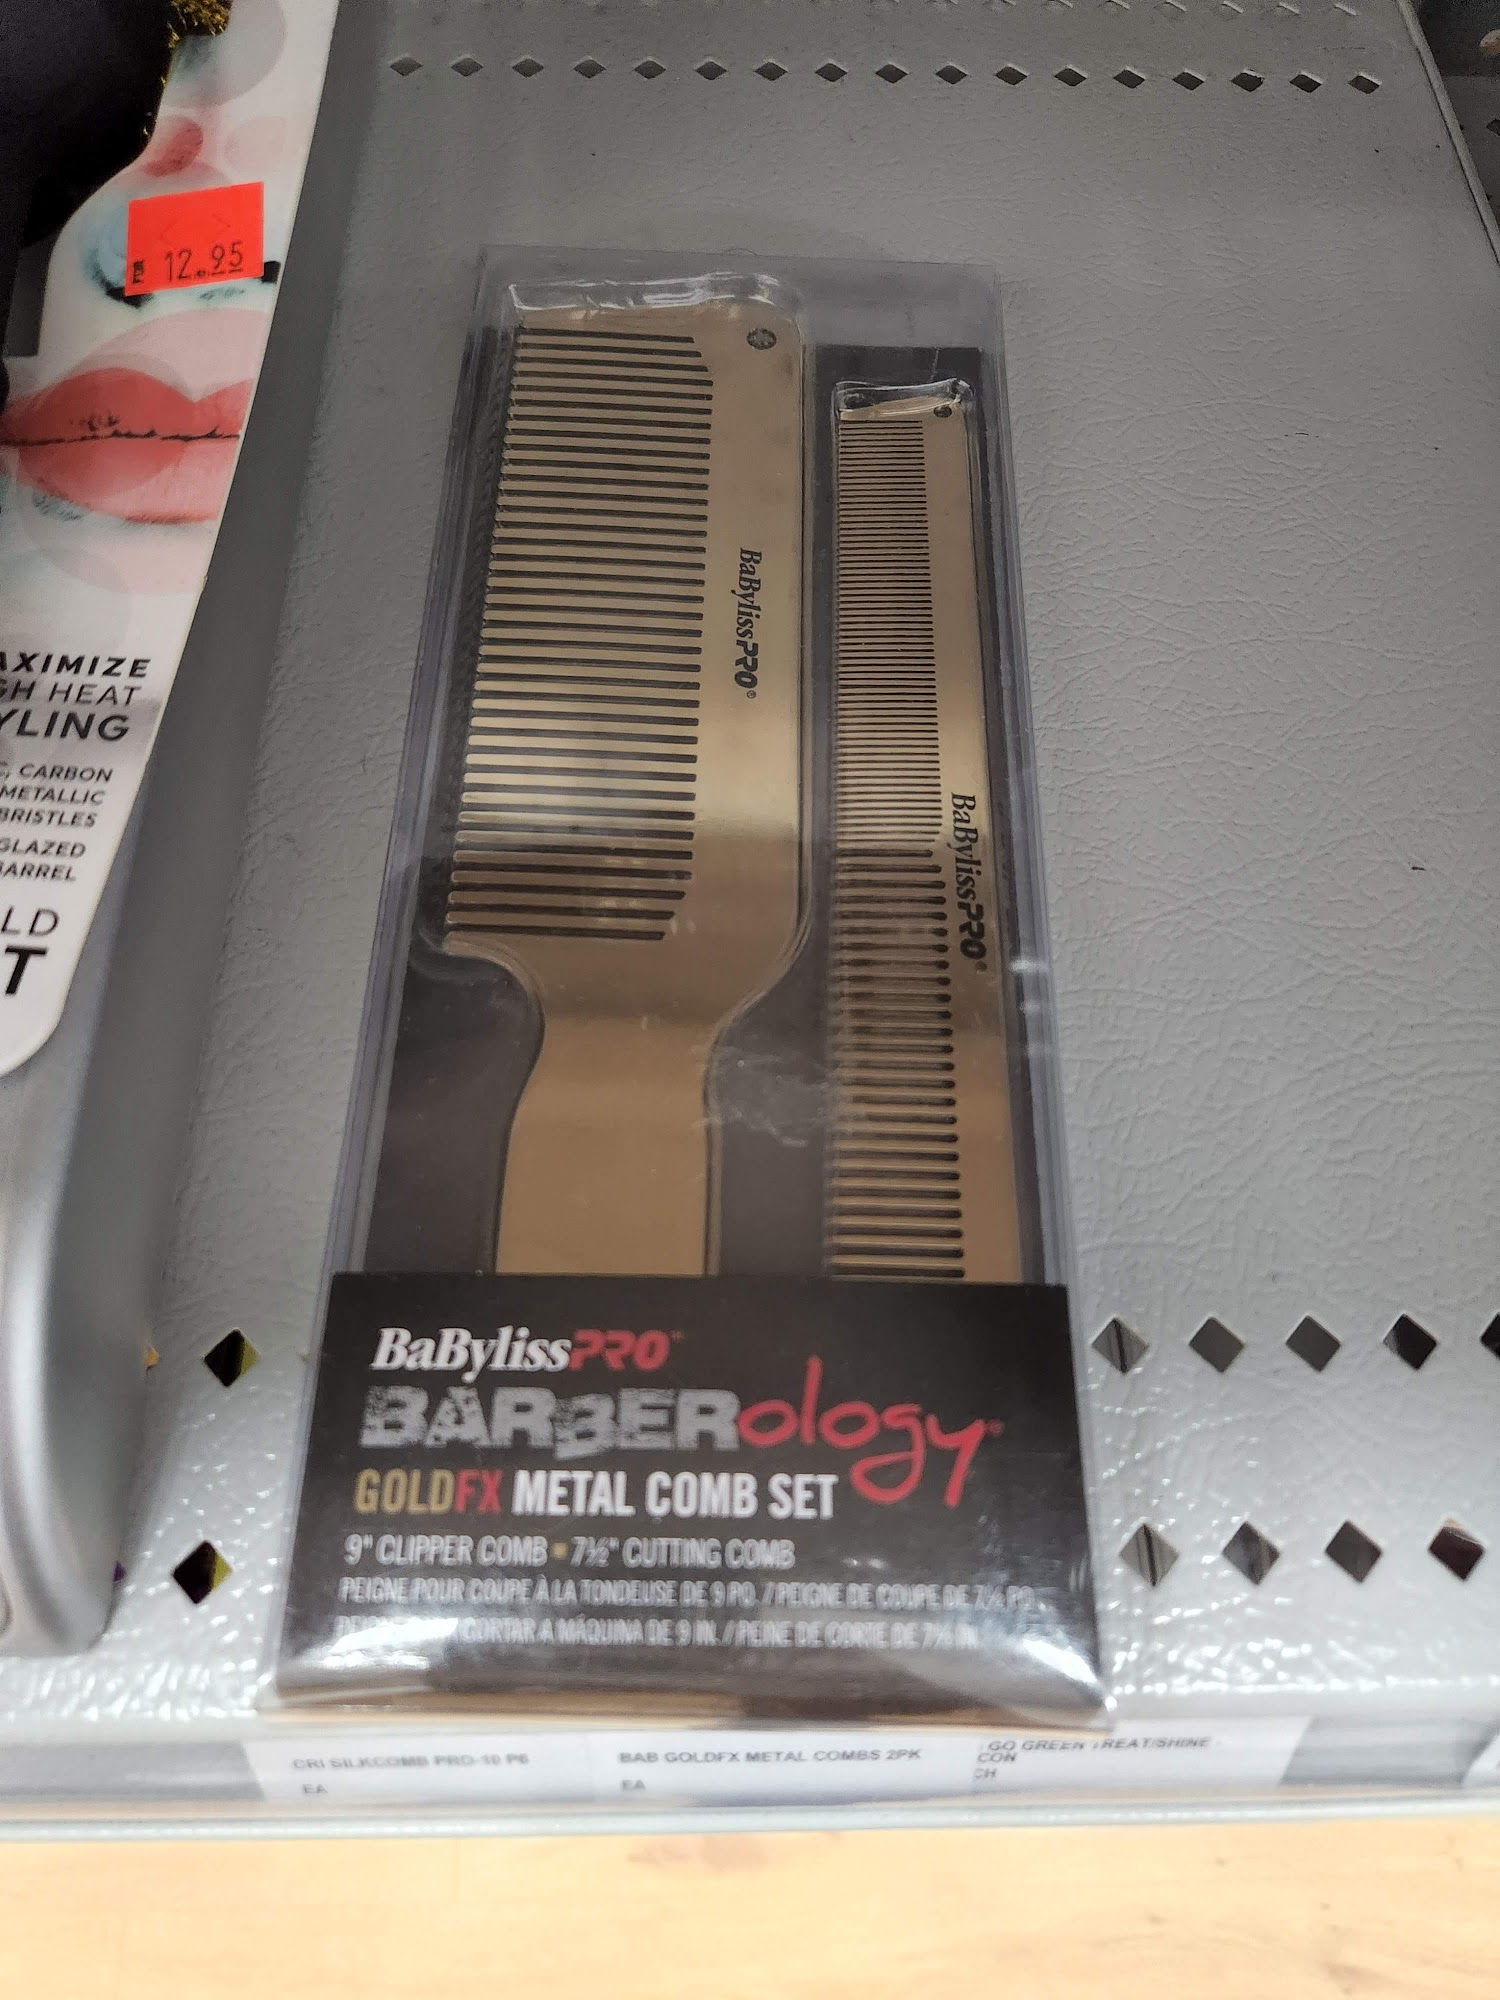 FOR 12.95
AXIMIZE
GH HEAT
YLING
CARBON
METALLIC
BRISTLES
GLAZED
BARREL
LD
T
BaBylissPRO®
BaBylissPRO®
BaBylissPRO™
BARBERology®
GOLDFX METAL COMB SET
9" CLIPPER COMB • 7½" CUTTING COMB
PEIGNE POUR COUPE À LA TONDEUSE DE 9 PO. / PEIGNE DE COUPE DE 7½ PO.
CORTAR A MÁQUINA DE 9 IN. / PEINE DE CORTE DE 7½ IN.
CRI SILKCOMB PRO-10 P6
EA
BAB GOLDFX METAL COMBS 2PK
EA
GO GREEN TREAT/SHINE
CON
CH